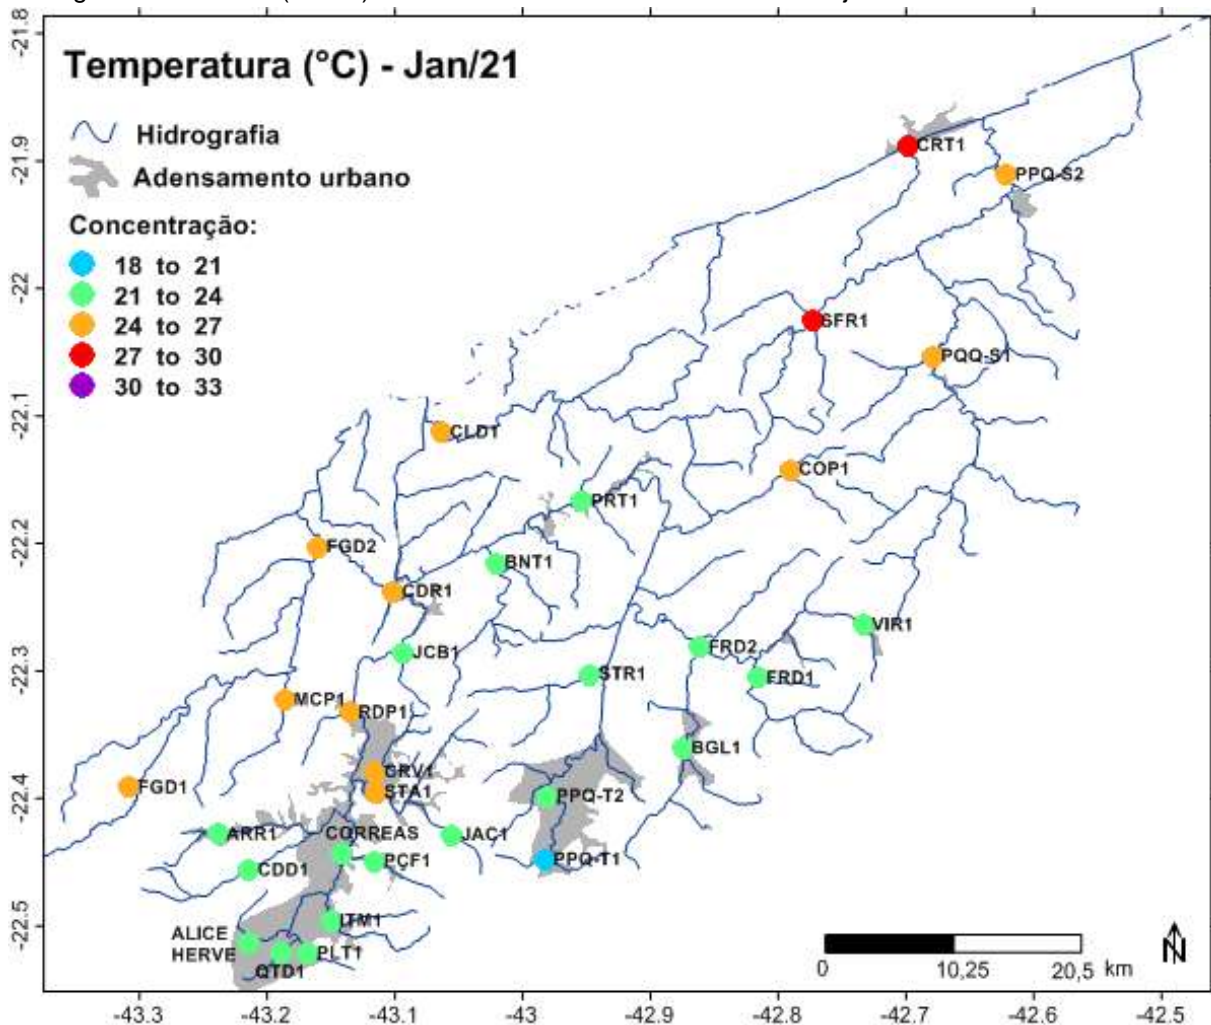 Temperatura (°C) - Jan/21
Hidrografia
Adensamento urbano
Concentração:
18 to 21
21 to 24
24 to 27
27 to 30
30 to 33
-21.8
-21.9
-22
-22.1
-22.2
-22.3
-22.4
-22.5
CRT1
PPQ-S2
SFR1
PQQ-S1
CLD1
COP1
PRT1
FGD2
BNT1
CDR1
VIR1
JCB1
FRD2
STR1
FRD1
MCP1
RDP1
BGL1
GRV1
FGD1
STA1
PPQ-T2
ARR1
CORREAS
JAC1
CDD1
PÇF1
PPQ-T1
ITM1
ALICE
HERVE
PLT1
QTD1
N
0
10,25
20,5
km
-43.3
-43.2
-43.1
-43
-42.9
-42.8
-42.7
-42.6
-42.5